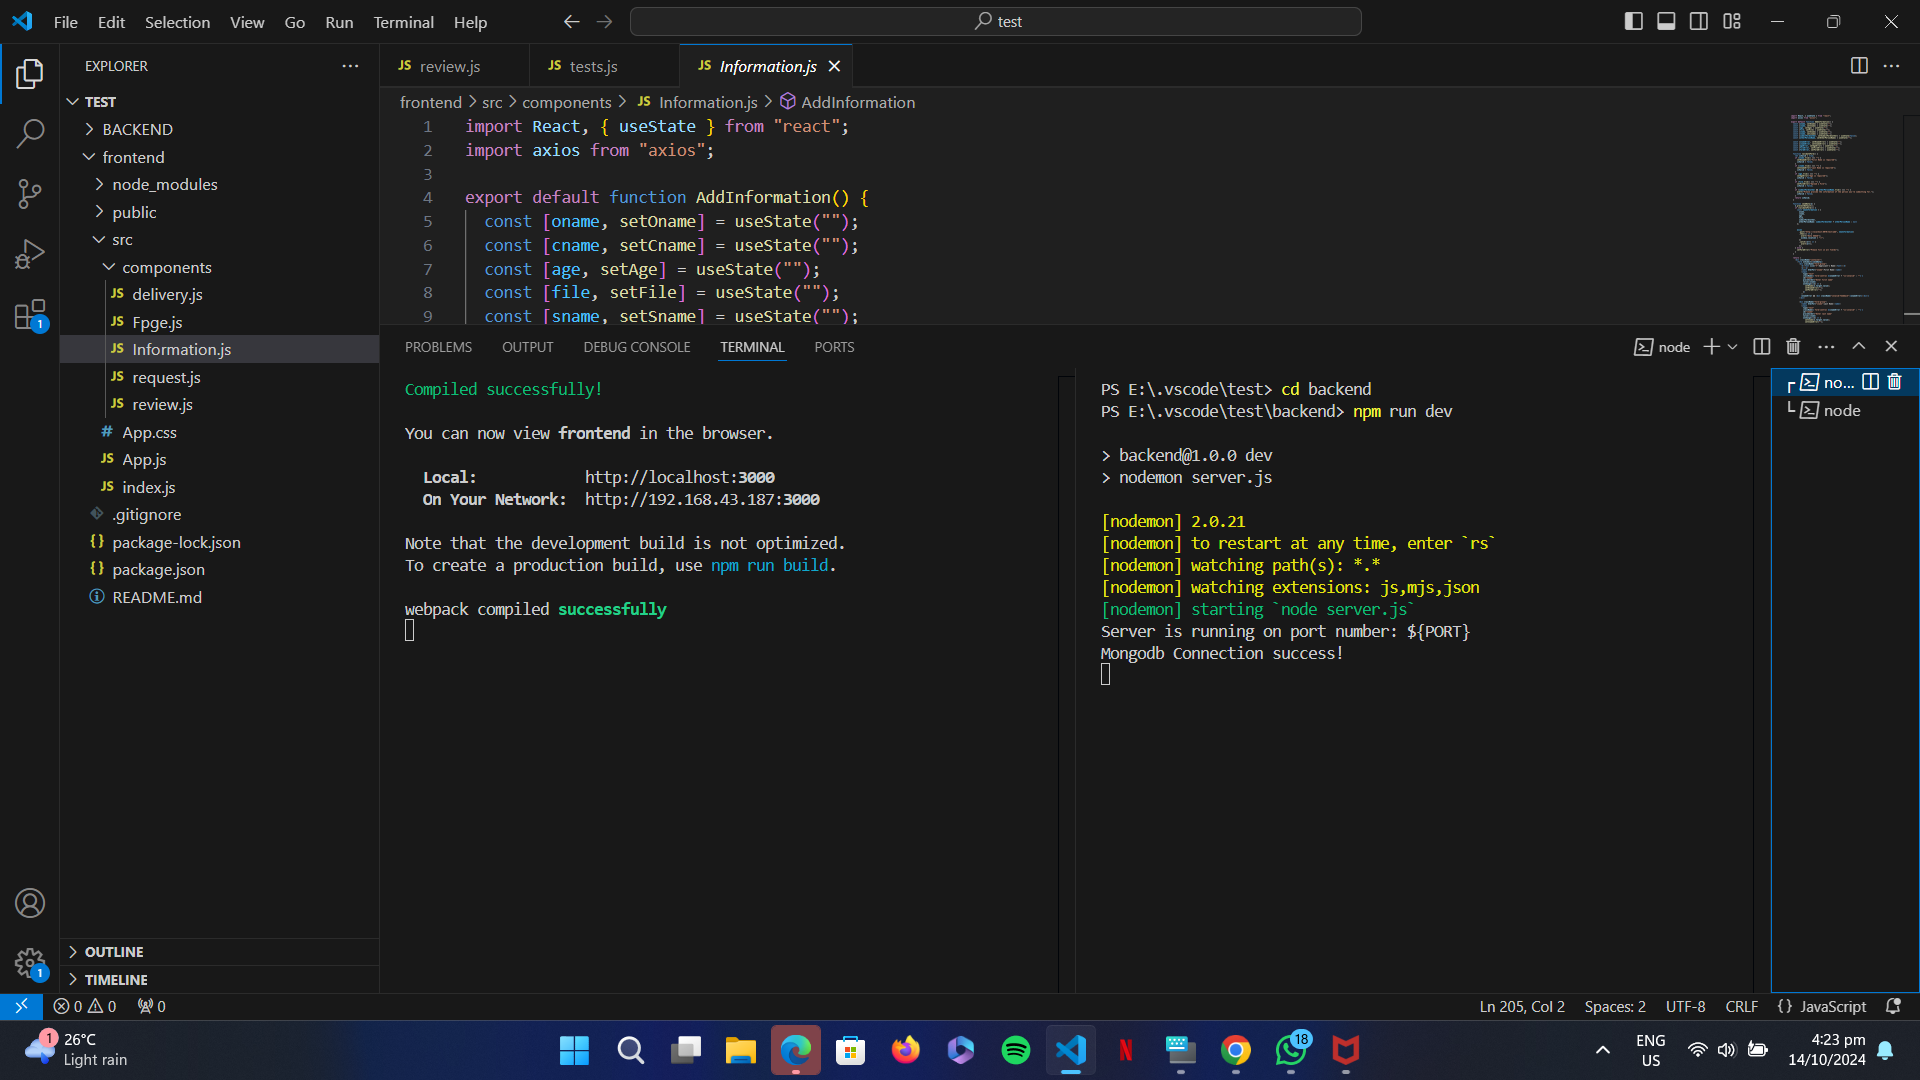 File Edit Selection View Go Run Terminal Help
test
EXPLORER
TEST
BACKEND
frontend
node_modules
public
src
components
JS delivery.js
JS Fpge.js
JS Information.js
JS request.js
JS review.js
# App.css
JS App.js
JS index.js
.gitignore
{} package-lock.json
{} package.json
README.md
OUTLINE
TIMELINE
1
1
JS review.js JS tests.js JS Information.js
frontend > src > components > JS Information.js > AddInformation
1 import React, { useState } from "react";
2 import axios from "axios";
3
4 export default function AddInformation() {
5 const [oname, setOname] = useState("");
6 const [cname, setCname] = useState("");
7 const [age, setAge] = useState("");
8 const [file, setFile] = useState("");
9 const [sname, setSname] = useState("");
PROBLEMS OUTPUT DEBUG CONSOLE TERMINAL PORTS
node
Compiled successfully!
You can now view frontend in the browser.
Local: http://localhost:3000
On Your Network: http://192.168.43.187:3000
Note that the development build is not optimized.
To create a production build, use npm run build.
webpack compiled successfully
PS E:\.vscode\test> cd backend
PS E:\.vscode\test\backend> npm run dev
> backend@1.0.0 dev
> nodemon server.js
[nodemon] 2.0.21
[nodemon] to restart at any time, enter `rs`
[nodemon] watching path(s): *.*
[nodemon] watching extensions: js,mjs,json
[nodemon] starting `node server.js`
Server is running on port number: ${PORT}
Mongodb Connection success!
no...
node
0 0 0
Ln 205, Col 2 Spaces: 2 UTF-8 CRLF {} JavaScript
1
26°C
Light rain
18
ENG
US
4:23 pm
14/10/2024